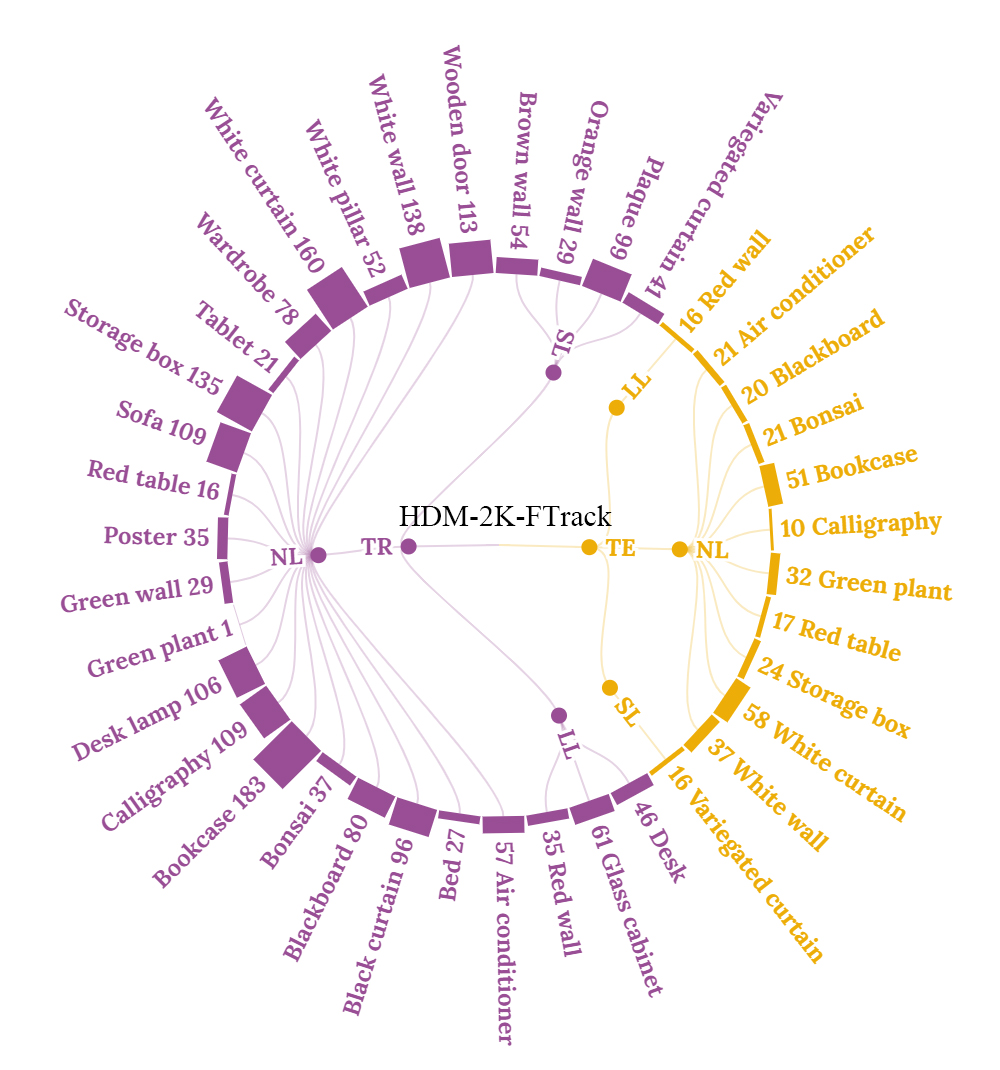 HDM-2K-FTrack
TR
SL
Variegated curtain 41
Plaque 99
Orange wall 29
Brown wall 54
NL
Wooden door 113
White wall 138
White pillar 52
White curtain 160
Wardrobe 78
Tablet 21
Storage box 135
Sofa 109
Red table 16
Poster 35
Green wall 29
Green plant 1
Desk lamp 106
Calligraphy 109
Bookcase 183
Bonsai 37
Blackboard 80
Black curtain 96
Bed 27
57 Air conditioner
LL
35 Red wall
61 Glass cabinet
46 Desk
TE
LL
16 Red wall
NL
21 Air conditioner
20 Blackboard
21 Bonsai
51 Bookcase
10 Calligraphy
32 Green plant
17 Red table
24 Storage box
58 White curtain
37 White wall
SL
16 Variegated curtain